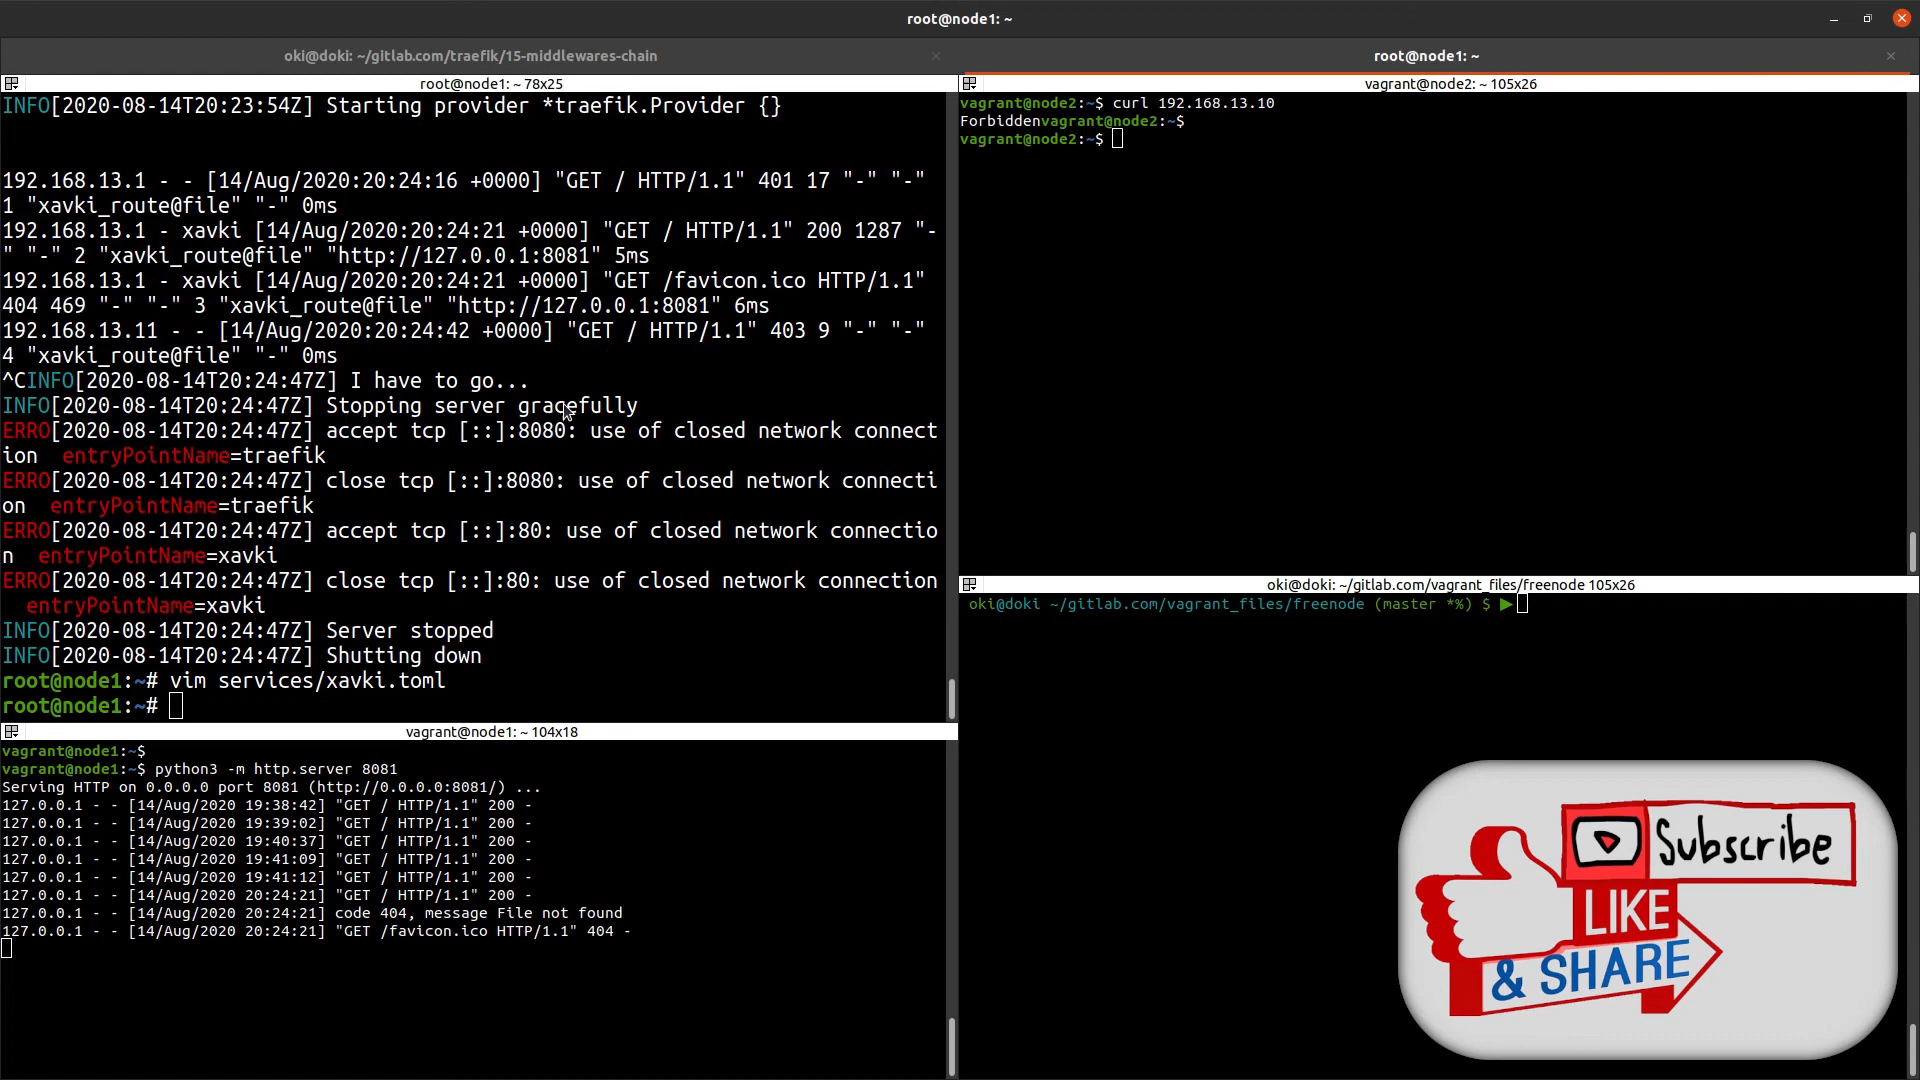 root@node1: ~
oki@doki: ~/gitlab.com/traefik/15-middlewares-chain
root@node1: ~
root@node1: ~ 78x25
INFO[2020-08-14T20:23:54Z] Starting provider *traefik.Provider {}
192.168.13.1 - - [14/Aug/2020:20:24:16 +0000] "GET / HTTP/1.1" 401 17 "-" "-"
1 "xavki_route@file" "-" 0ms
192.168.13.1 - xavki [14/Aug/2020:20:24:21 +0000] "GET / HTTP/1.1" 200 1287 "-
" "-" 2 "xavki_route@file" "http://127.0.0.1:8081" 5ms
192.168.13.1 - xavki [14/Aug/2020:20:24:21 +0000] "GET /favicon.ico HTTP/1.1"
404 469 "-" "-" 3 "xavki_route@file" "http://127.0.0.1:8081" 6ms
192.168.13.11 - - [14/Aug/2020:20:24:42 +0000] "GET / HTTP/1.1" 403 9 "-" "-"
4 "xavki_route@file" "-" 0ms
^CINFO[2020-08-14T20:24:47Z] I have to go...
INFO[2020-08-14T20:24:47Z] Stopping server gracefully
ERRO[2020-08-14T20:24:47Z] accept tcp [::]:8080: use of closed network connect
ion  entryPointName=traefik
ERRO[2020-08-14T20:24:47Z] close tcp [::]:8080: use of closed network connecti
on  entryPointName=traefik
ERRO[2020-08-14T20:24:47Z] accept tcp [::]:80: use of closed network connectio
n  entryPointName=xavki
ERRO[2020-08-14T20:24:47Z] close tcp [::]:80: use of closed network connection
  entryPointName=xavki
INFO[2020-08-14T20:24:47Z] Server stopped
INFO[2020-08-14T20:24:47Z] Shutting down
root@node1:~# vim services/xavki.toml
root@node1:~#
vagrant@node1: ~ 104x18
vagrant@node1:~$
vagrant@node1:~$ python3 -m http.server 8081
Serving HTTP on 0.0.0.0 port 8081 (http://0.0.0.0:8081/) ...
127.0.0.1 - - [14/Aug/2020 19:38:42] "GET / HTTP/1.1" 200 -
127.0.0.1 - - [14/Aug/2020 19:39:02] "GET / HTTP/1.1" 200 -
127.0.0.1 - - [14/Aug/2020 19:40:37] "GET / HTTP/1.1" 200 -
127.0.0.1 - - [14/Aug/2020 19:41:09] "GET / HTTP/1.1" 200 -
127.0.0.1 - - [14/Aug/2020 19:41:12] "GET / HTTP/1.1" 200 -
127.0.0.1 - - [14/Aug/2020 20:24:21] "GET / HTTP/1.1" 200 -
127.0.0.1 - - [14/Aug/2020 20:24:21] code 404, message File not found
127.0.0.1 - - [14/Aug/2020 20:24:21] "GET /favicon.ico HTTP/1.1" 404 -
vagrant@node2: ~ 105x26
vagrant@node2:~$ curl 192.168.13.10
Forbiddenvagrant@node2:~$
vagrant@node2:~$
oki@doki: ~/gitlab.com/vagrant_files/freenode 105x26
oki@doki ~/gitlab.com/vagrant_files/freenode (master *%) $ ▶
Subscribe
LIKE
& SHARE